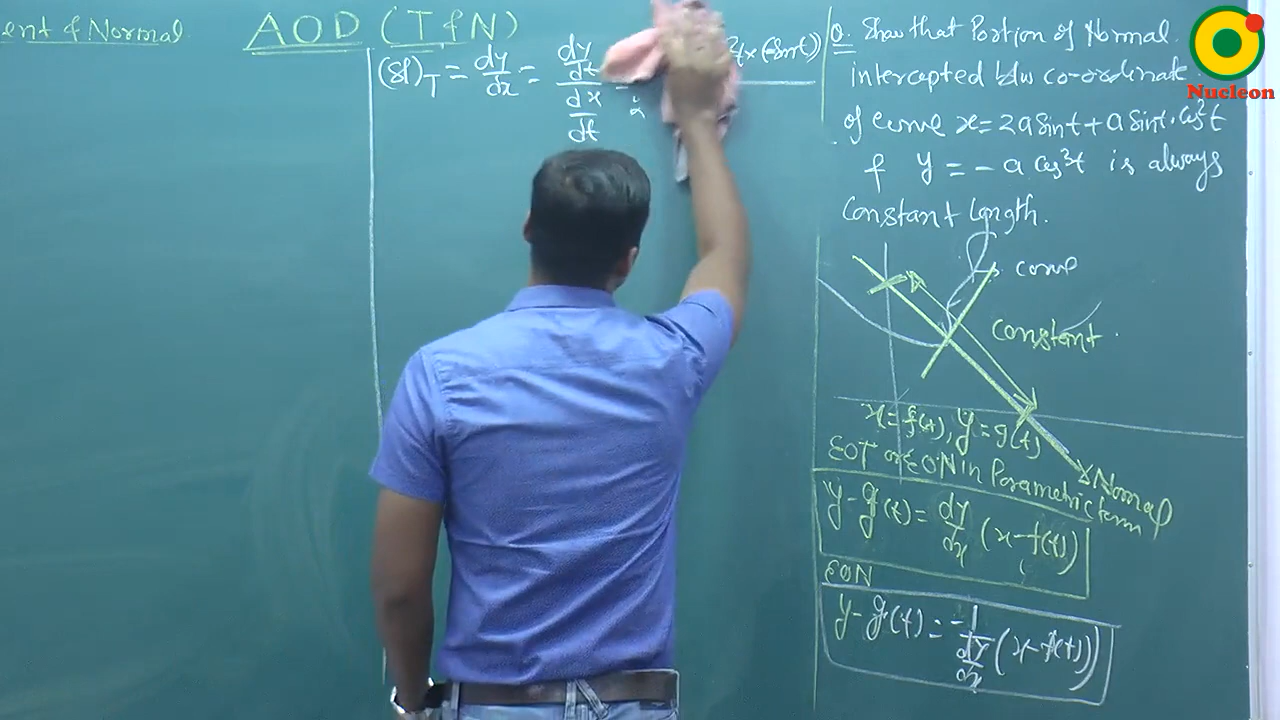 ent & Normal
AOD (T & N)
(Sl)T = dy/dx = dy/dt / dx/dt =
x(-sint))
Q. Show that Portion of Normal
intercepted b/w co-ordinate
of curve x = 2a sint + a sint. cos²t
& y = - a cos³t is always
constant length.
curve
constant
x = f(t), y = g(t)
EOT or EON in Parametric term
Normal
y - g(t) = dy/dx (x - f(t))
EON
y - g(t) = -1/(dy/dx) (x - f(t))
Nucleon